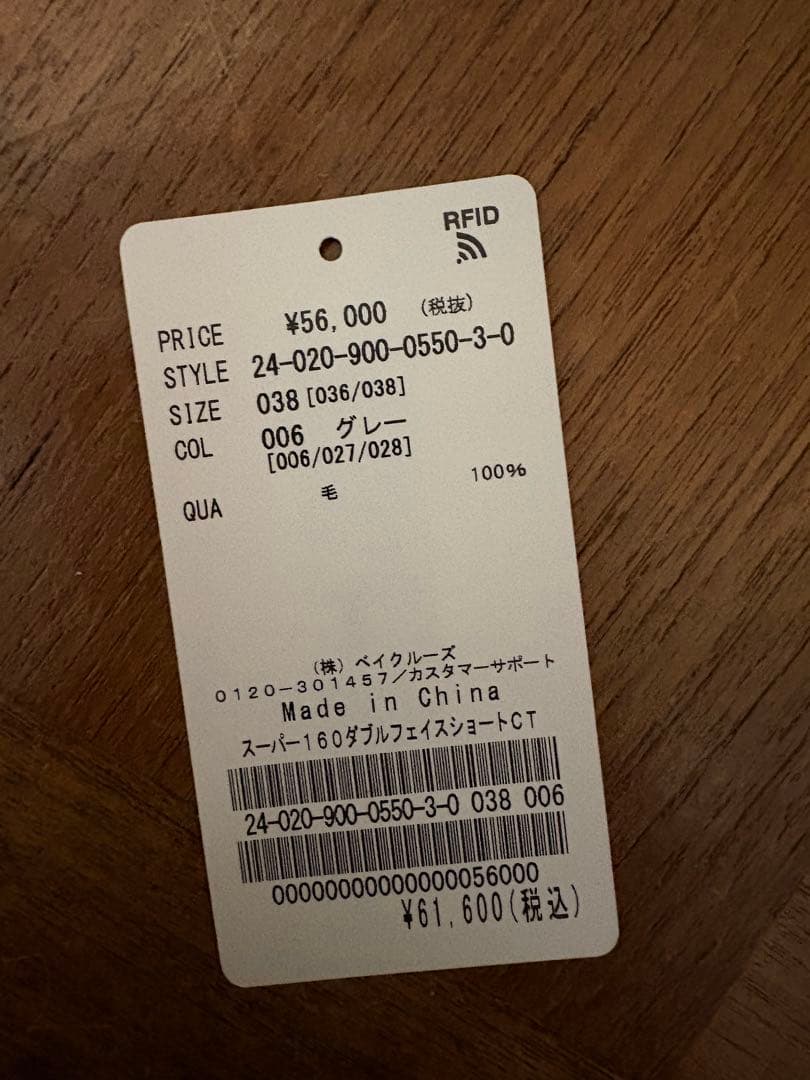 RFID
PRICE ¥56,000 (税抜)
STYLE 24-020-900-0550-3-0
SIZE 038 [036/038]
COL 006 グレー
[006/027/028]
QUA 毛 100%
(株) ベイクルーズ
0120-301457/カスタマーサポート
Made in China
スーパー160ダブルフェイスショートCT
24-020-900-0550-3-0 038 006
00000000000000056000
¥61,600(税込)